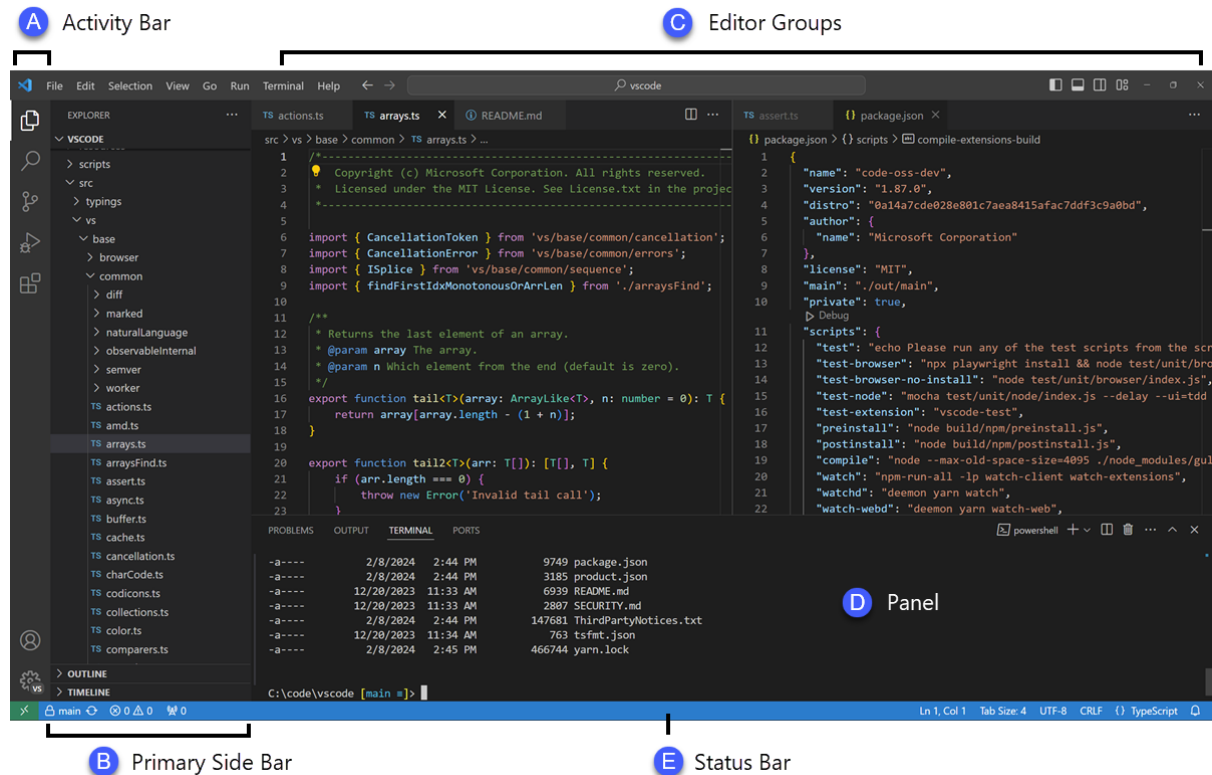 A Activity Bar
C Editor Groups
File Edit Selection View Go Run Terminal Help
vscode
EXPLORER
VSCODE
scripts
src
typings
vs
base
browser
common
diff
marked
naturalLanguage
observableInternal
semver
worker
TS actions.ts
TS amd.ts
TS arrays.ts
TS arraysFind.ts
TS assert.ts
TS async.ts
TS buffer.ts
TS cache.ts
TS cancellation.ts
TS charCode.ts
TS codicons.ts
TS collections.ts
TS color.ts
TS comparers.ts
OUTLINE
TIMELINE
VS
TS actions.ts TS arrays.ts README.md
src > vs > base > common > TS arrays.ts > ...
1 /*---------------------------------------------------------------
2 Copyright (c) Microsoft Corporation. All rights reserved.
3 * Licensed under the MIT License. See License.txt in the projec
4 *---------------------------------------------------------------
5
6 import { CancellationToken } from 'vs/base/common/cancellation';
7 import { CancellationError } from 'vs/base/common/errors';
8 import { ISplice } from 'vs/base/common/sequence';
9 import { findFirstIdxMonotonousOrArrLen } from './arraysFind';
10
11 /**
12 * Returns the last element of an array.
13 * @param array The array.
14 * @param n Which element from the end (default is zero).
15 */
16 export function tail<T>(array: ArrayLike<T>, n: number = 0): T {
17 return array[array.length - (1 + n)];
18 }
19
20 export function tail2<T>(arr: T[]): [T[], T] {
21 if (arr.length === 0) {
22 throw new Error('Invalid tail call');
23 }
TS assert.ts {} package.json
{} package.json > {} scripts > compile-extensions-build
1 {
2 "name": "code-oss-dev",
3 "version": "1.87.0",
4 "distro": "0a14a7cde028e801c7aea8415afac7ddf3c9a0bd",
5 "author": {
6 "name": "Microsoft Corporation"
7 },
8 "license": "MIT",
9 "main": "./out/main",
10 "private": true,
Debug
11 "scripts": {
12 "test": "echo Please run any of the test scripts from the scr
13 "test-browser": "npx playwright install && node test/unit/bro
14 "test-browser-no-install": "node test/unit/browser/index.js",
15 "test-node": "mocha test/unit/node/index.js --delay --ui=tdd
16 "test-extension": "vscode-test",
17 "preinstall": "node build/npm/preinstall.js",
18 "postinstall": "node build/npm/postinstall.js",
19 "compile": "node --max-old-space-size=4095 ./node_modules/gul
20 "watch": "npm-run-all -lp watch-client watch-extensions",
21 "watchd": "deemon yarn watch",
22 "watch-webd": "deemon yarn watch-web",
PROBLEMS OUTPUT TERMINAL PORTS
powershell
-a---- 2/8/2024 2:44 PM 9749 package.json
-a---- 2/8/2024 2:44 PM 3185 product.json
-a---- 12/20/2023 11:33 AM 6939 README.md
-a---- 12/20/2023 11:33 AM 2807 SECURITY.md
-a---- 2/8/2024 2:44 PM 147681 ThirdPartyNotices.txt
-a---- 12/20/2023 11:34 AM 763 tsfmt.json
-a---- 2/8/2024 2:45 PM 466744 yarn.lock
C:\code\vscode [main ≡]>
D Panel
main 0 0 0
Ln 1, Col 1 Tab Size: 4 UTF-8 CRLF {} TypeScript
B Primary Side Bar
E Status Bar